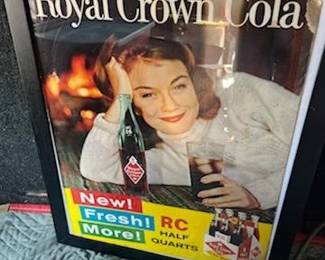 Royal Crown Cola
New!
Fresh!
More!
RC
HALF
QUARTS